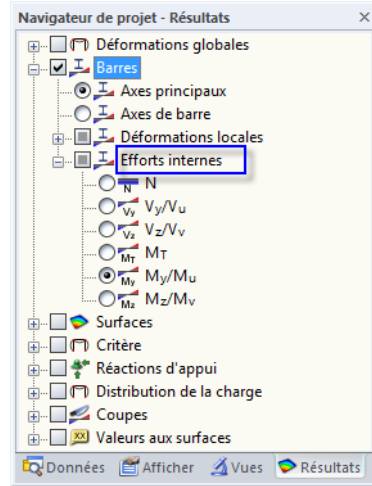 Navigateur de projet - Résultats
Déformations globales
Barres
Axes principaux
Axes de barre
Déformations locales
Efforts internes
N N
Vy Vy/Vu
Vz Vz/Vv
MT MT
My My/Mu
Mz Mz/Mv
Surfaces
Critère
Réactions d'appui
Distribution de la charge
Coupes
xx Valeurs aux surfaces
Données Afficher Vues Résultats